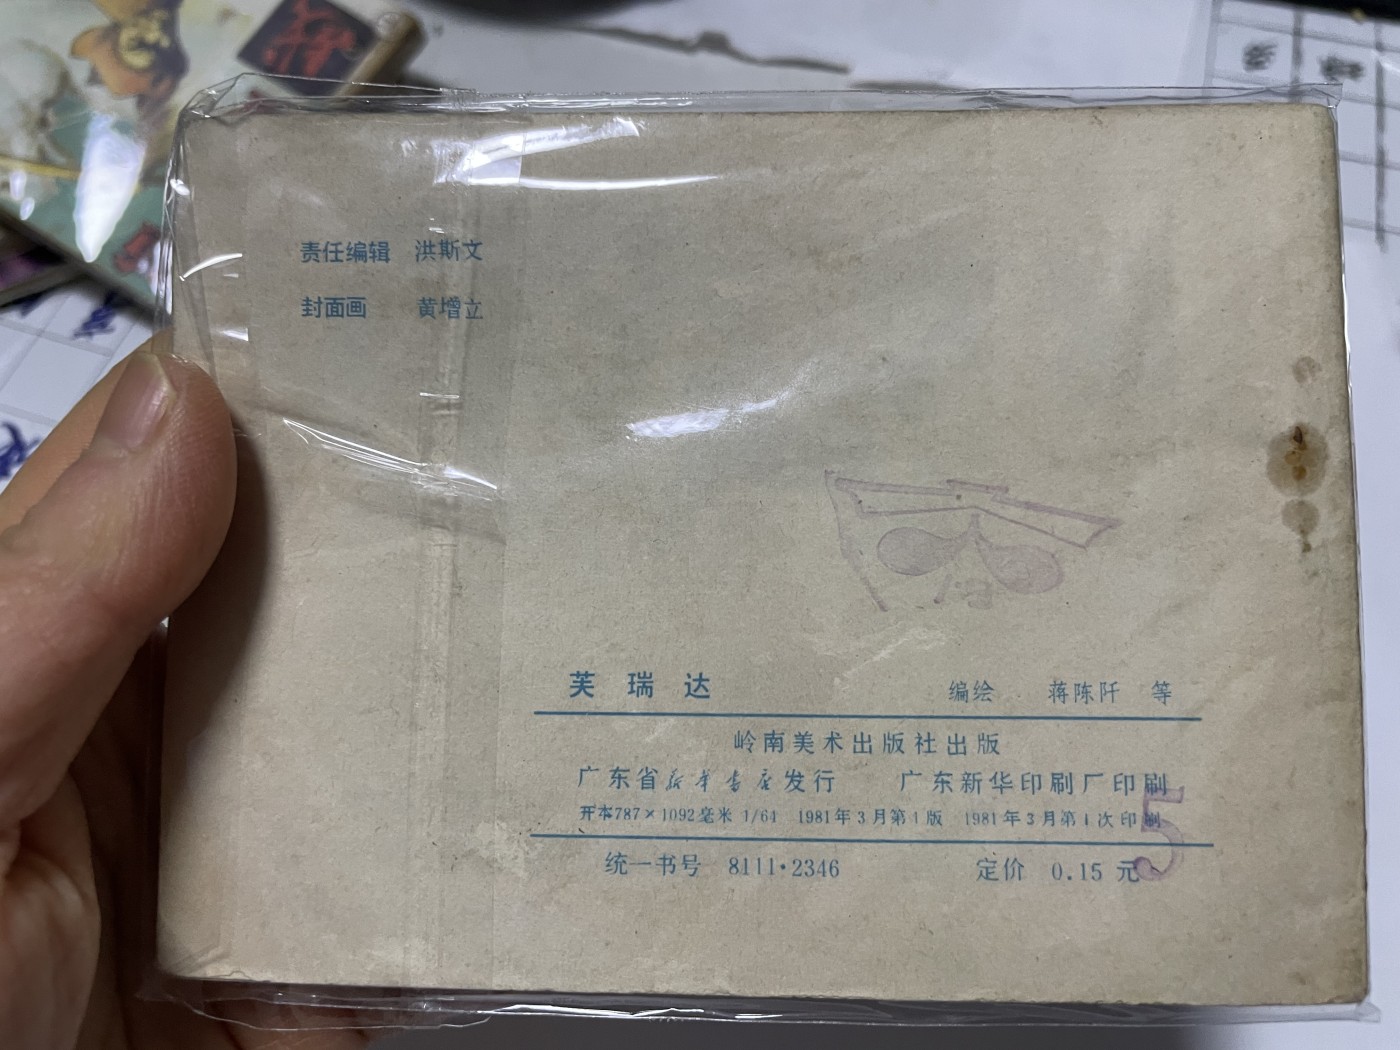 责任编辑　洪斯文
封面画　黄增立
芙瑞达　编绘　蒋陈阡　等
岭南美术出版社出版
广东省新华书店发行　广东新华印刷厂印刷
开本787×1092毫米 1/64　1981年3月第1版　1981年3月第1次印刷
统一书号　8111·2346　定价　0.15 元
5